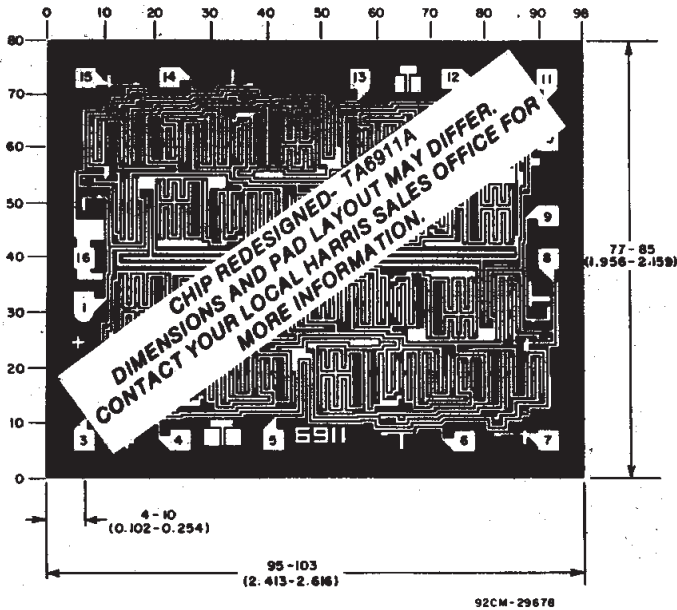 0 10 20 30 40 50 60 70 80 90 98
80
70
60
50
40
30
20
10
0
15 14 13 12 11
9
16 8
1
3 4 5 6911 6 7
CHIP REDESIGNED- TA6911A
DIMENSIONS AND PAD LAYOUT MAY DIFFER.
CONTACT YOUR LOCAL HARRIS SALES OFFICE FOR
MORE INFORMATION.
77-85
(1.956-2.159)
4-10
(0.102-0.254)
95-103
(2.413-2.616)
92CM-29678